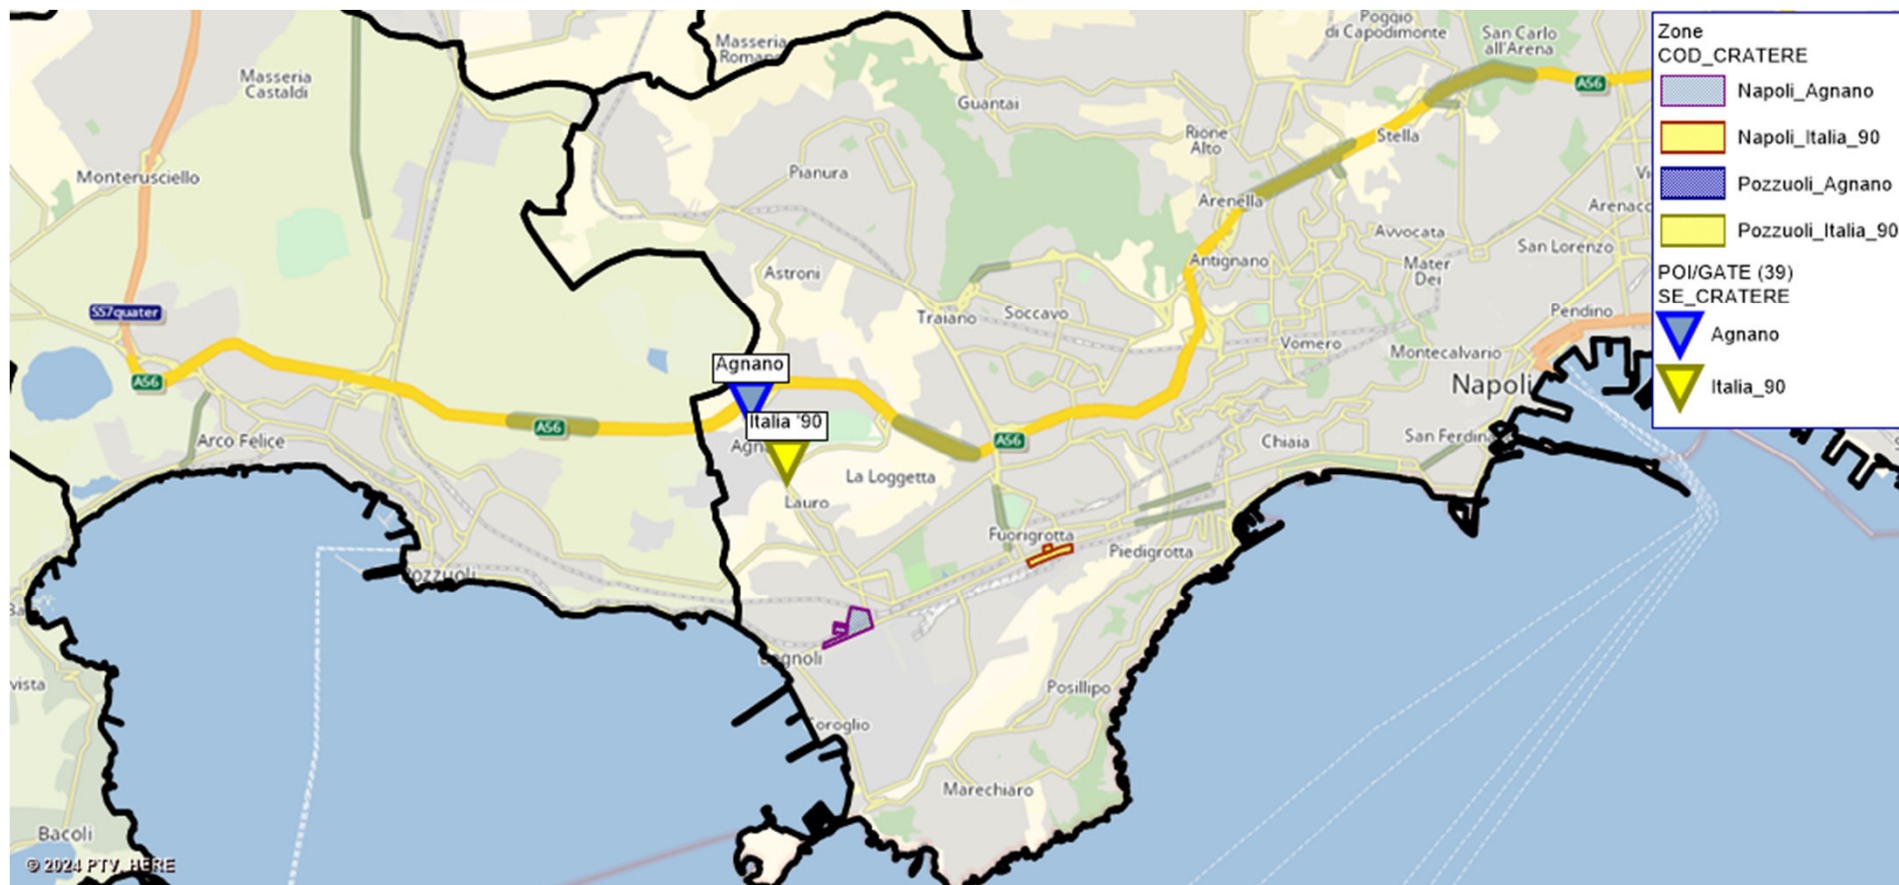 Poggio
di Capodimonte
San Carlo
all'Arena
Masseria
Romano
Masseria
Castaldi
A56
Guantai
Rione
Alto
Stella
Monterusciello
Pianura
Arenella
Avvocata
San Lorenzo
Antignano
Mater
Dei
Astroni
SS7quater
Traiano
Soccavo
Pendino
Vomero
Montecalvario
Agnano
A56
Napoli
Italia '90
A56
A56
Arco Felice
Chiaia
La Loggetta
Lauro
Fuorigrotta
Piedigrotta
Pozzuoli
Bagnoli
Posillipo
Coroglio
Marechiaro
Bacoli
© 2024 PTV, HERE
Zone
COD_CRATERE
Napoli_Agnano
Napoli_Italia_90
Pozzuoli_Agnano
Pozzuoli_Italia_90
POI/GATE (39)
SE_CRATERE
Agnano
Italia_90